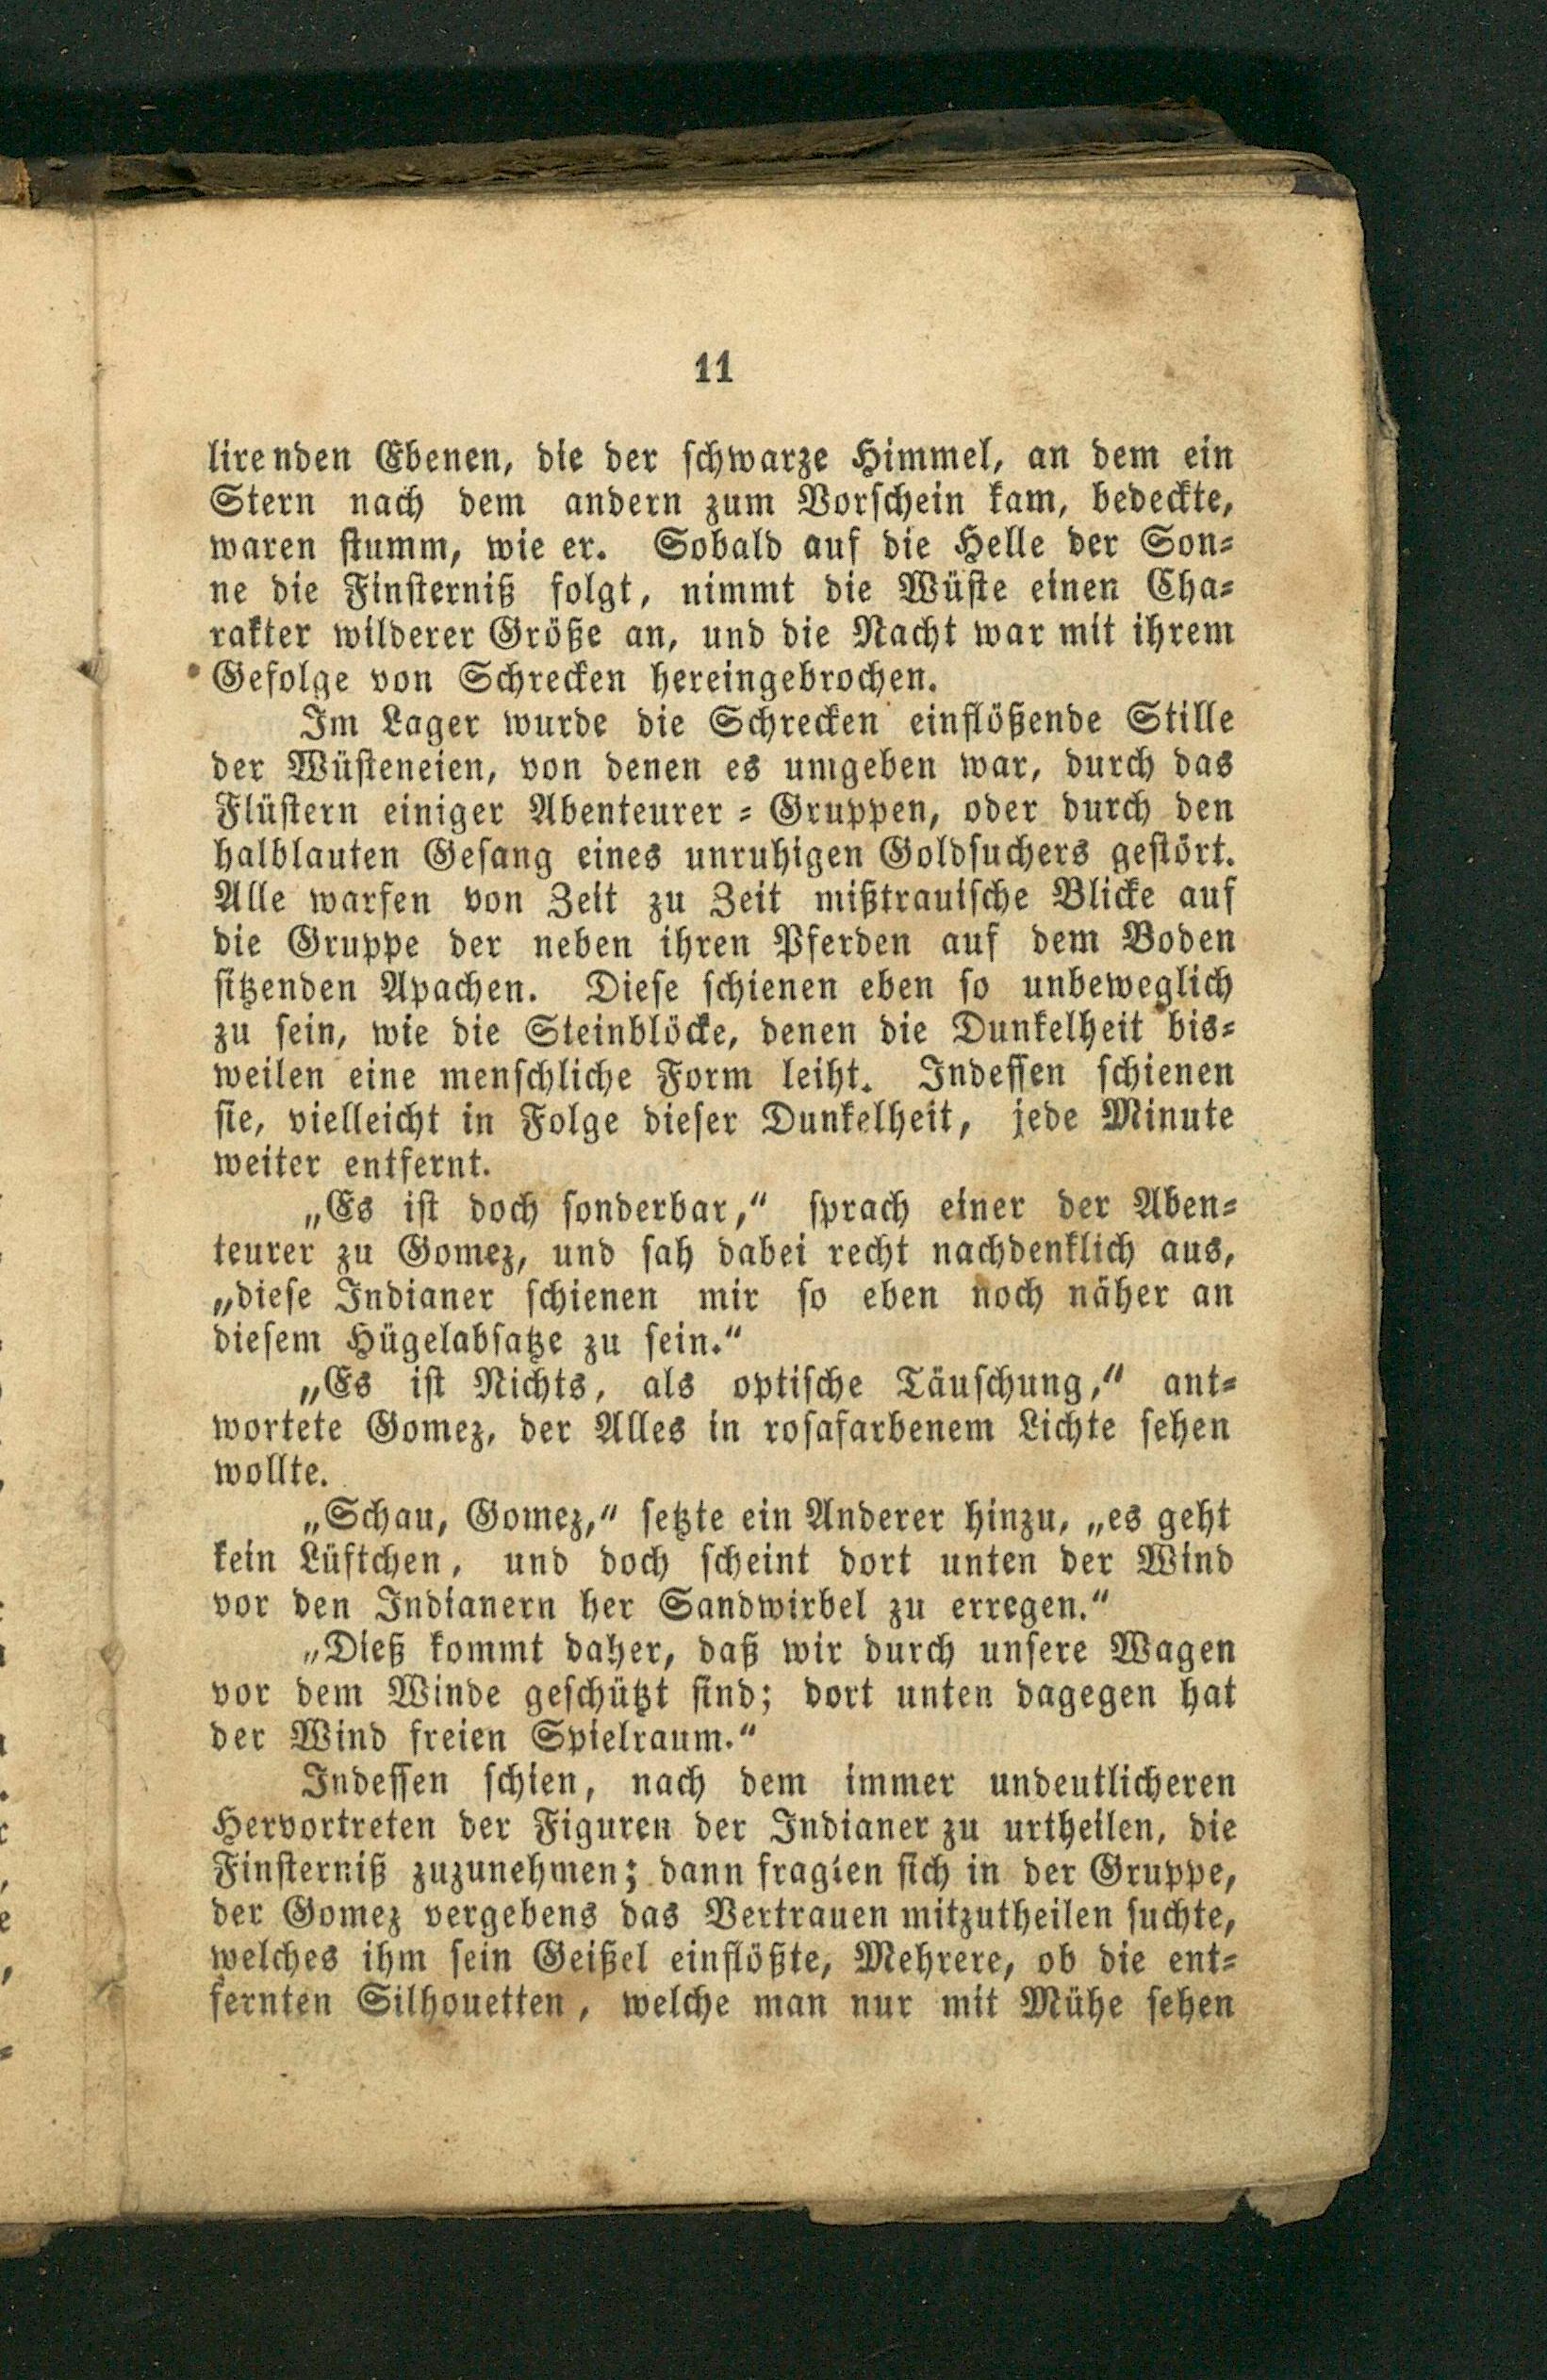 11
lirenden Ebenen, die der schwarze Himmel, an dem ein
Stern nach dem andern zum Vorschein kam, bedeckte,
waren stumm, wie er. Sobald auf die Helle der Son-
ne die Finsterniß folgt, nimmt die Wüste einen Cha-
rakter wilderer Größe an, und die Nacht war mit ihrem
Gefolge von Schrecken hereingebrochen.
Im Lager wurde die Schrecken einflößende Stille
der Wüsteneien, von denen es umgeben war, durch das
Flüstern einiger Abenteurer-Gruppen, oder durch den
halblauten Gesang eines unruhigen Goldsuchers gestört.
Alle warfen von Zeit zu Zeit mißtrauische Blicke auf
die Gruppe der neben ihren Pferden auf dem Boden
sitzenden Apachen. Diese schienen eben so unbeweglich
zu sein, wie die Steinblöcke, denen die Dunkelheit bis-
weilen eine menschliche Form leiht. Indessen schienen
sie, vielleicht in Folge dieser Dunkelheit, jede Minute
weiter entfernt.
„Es ist doch sonderbar,“ sprach einer der Aben-
teurer zu Gomez, und sah dabei recht nachdenklich aus,
„diese Indianer schienen mir so eben noch näher an
diesem Hügelabsatze zu sein.“
„Es ist Nichts, als optische Täuschung,“ ant-
wortete Gomez, der Alles in rosafarbenem Lichte sehen
wollte.
„Schau, Gomez,“ setzte ein Anderer hinzu, „es geht
kein Lüftchen, und doch scheint dort unten der Wind
vor den Indianern her Sandwirbel zu erregen.“
„Dieß kommt daher, daß wir durch unsere Wagen
vor dem Winde geschützt sind; dort unten dagegen hat
der Wind freien Spielraum.“
Indessen schien, nach dem immer undeutlicheren
Hervortreten der Figuren der Indianer zu urtheilen, die
Finsterniß zuzunehmen; dann fragten sich in der Gruppe,
der Gomez vergebens das Vertrauen mitzutheilen suchte,
welches ihm sein Geißel einflößte, Mehrere, ob die ent-
fernten Silhouetten, welche man nur mit Mühe sehen